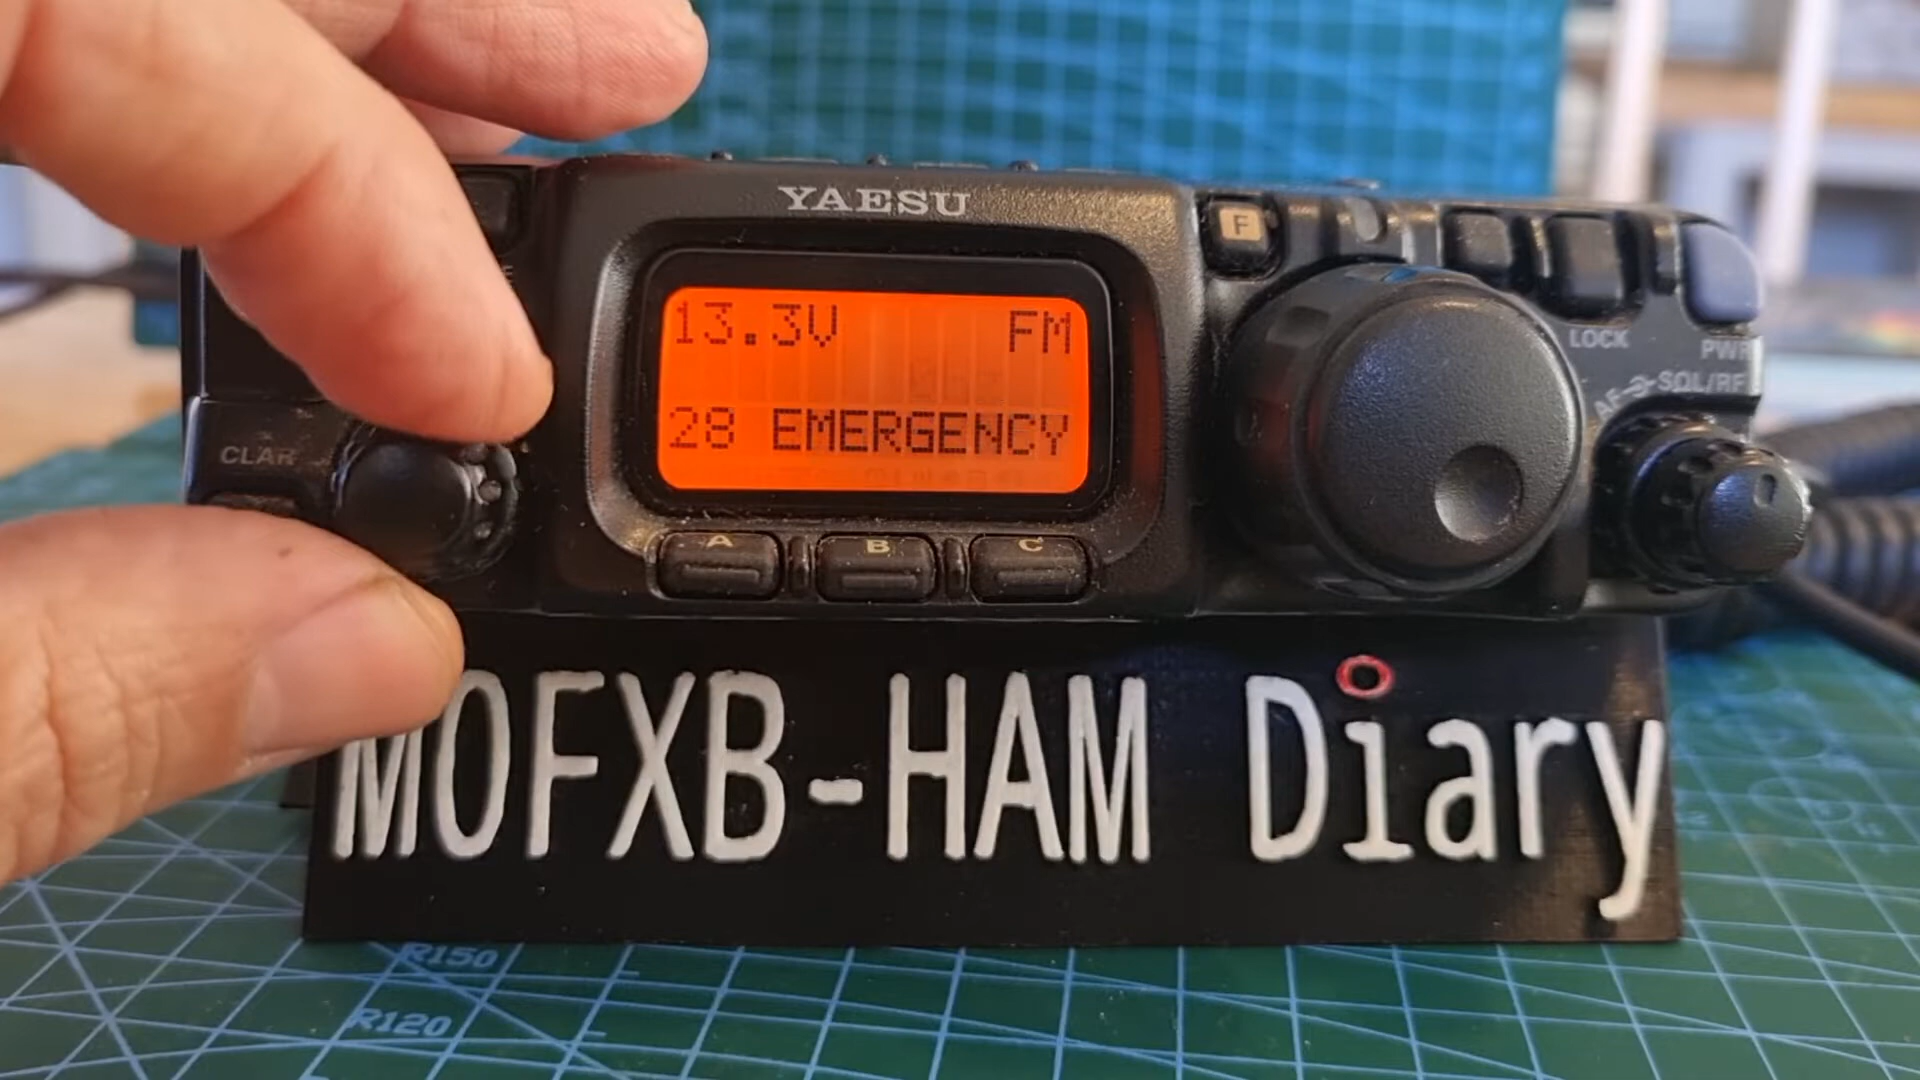 YAESU
F
13.3V FM
28 EMERGENCY
LOCK
PWR
AF SQL/RF
CLAR
A B C
M0FXB-HAM Diary
R150
R120